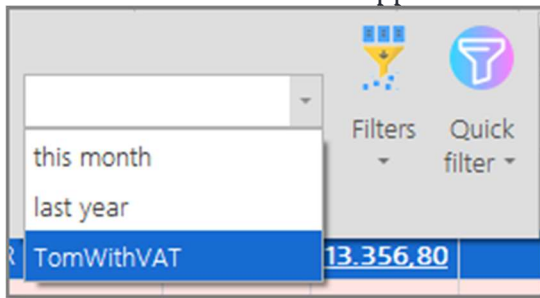 Filters
Quick
filter
this month
last year
TomWithVAT
13.356,80